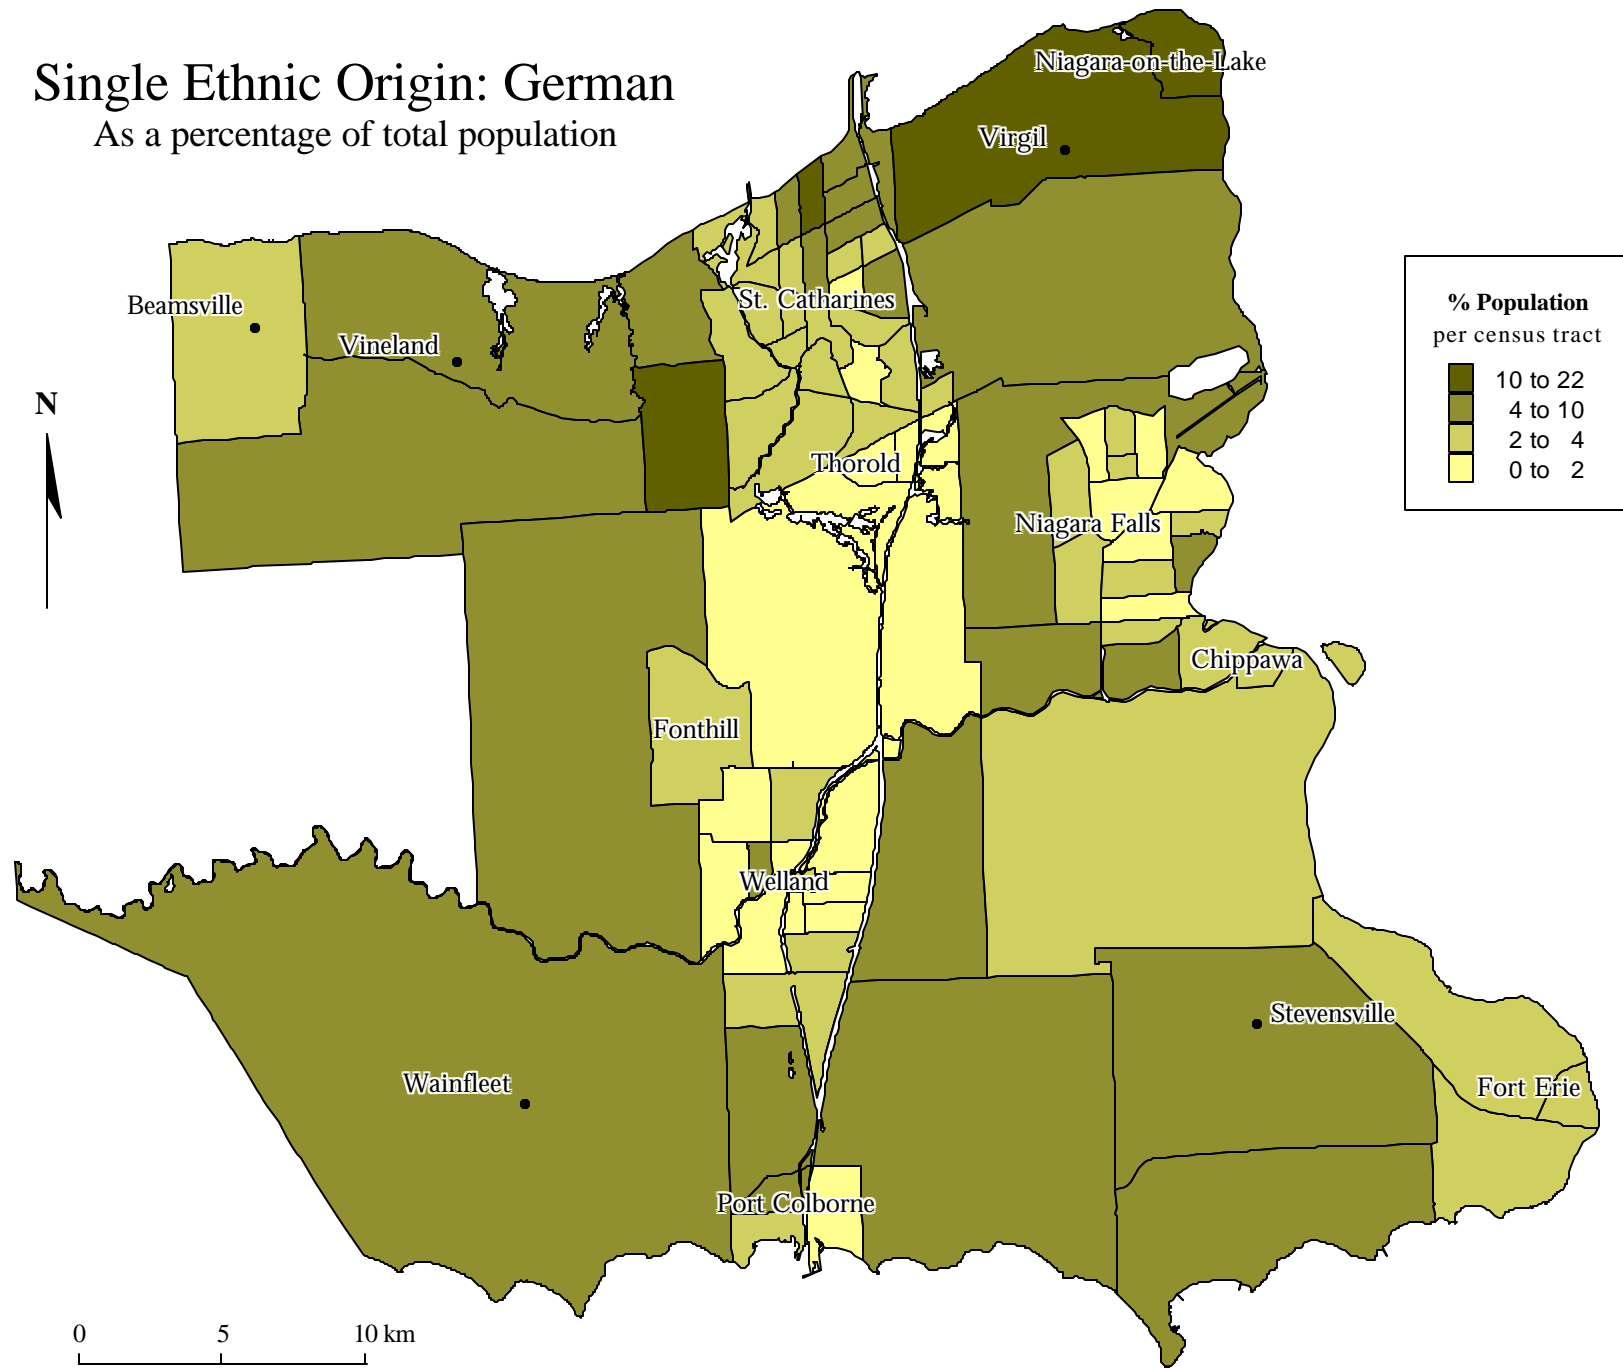 Single Ethnic Origin: German
As a percentage of total population
Niagara-on-the-Lake
Virgil
Beamsville
Vineland
St. Catharines
% Population
per census tract
10 to 22
4 to 10
2 to 4
0 to 2
N
Thorold
Niagara Falls
Chippawa
Fonthill
Welland
Stevensville
Wainfleet
Fort Erie
Port Colborne
0 5 10 km